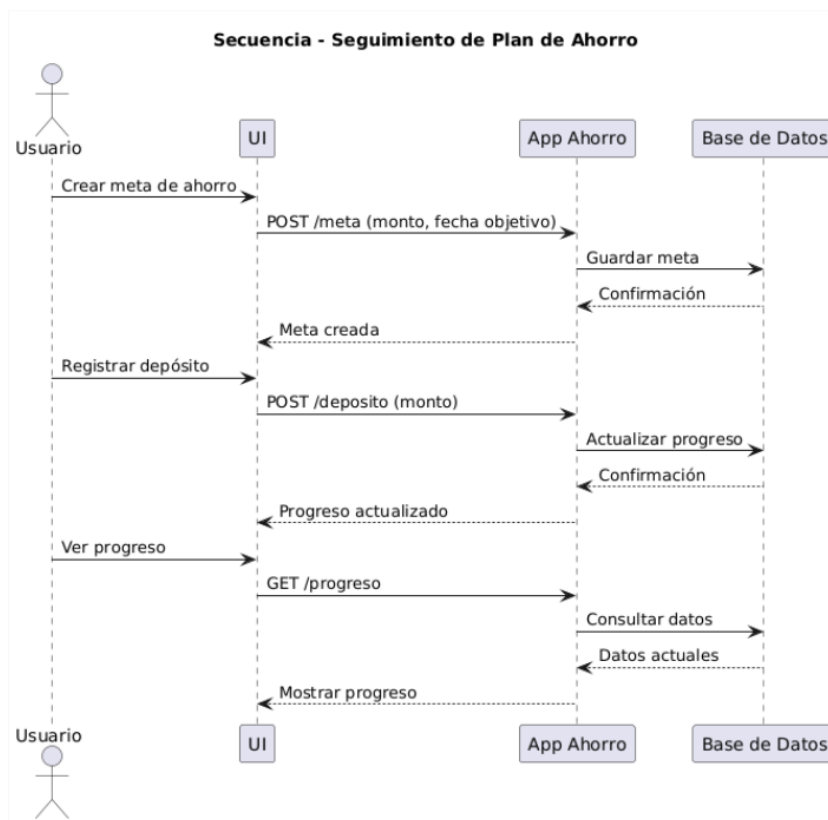 Secuencia - Seguimiento de Plan de Ahorro
Usuario
UI
App Ahorro
Base de Datos
Crear meta de ahorro
POST /meta (monto, fecha objetivo)
Guardar meta
Confirmación
Meta creada
Registrar depósito
POST /deposito (monto)
Actualizar progreso
Confirmación
Progreso actualizado
Ver progreso
GET /progreso
Consultar datos
Datos actuales
Mostrar progreso
Usuario
UI
App Ahorro
Base de Datos